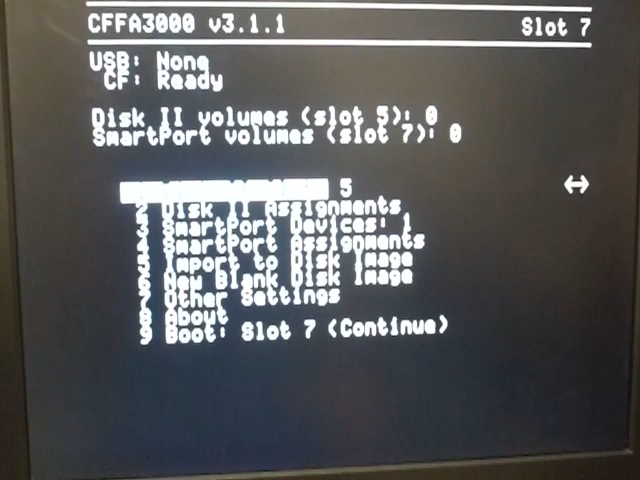 CFFA3000 v3.1.1 Slot 7
USB: None
CF: Ready
Disk II volumes (slot 5): 0
SmartPort volumes (slot 7): 0
5
2 Disk II Assignments
3 SmartPort Devices: 1
4 SmartPort Assignments
5 Import to Disk Image
6 New Blank Disk Image
7 Other Settings
8 About
9 Boot: Slot 7 (Continue)